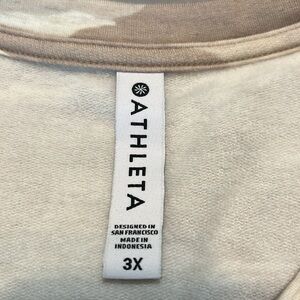 ATHLETA
DESIGNED IN
SAN FRANCISCO
MADE IN
INDONESIA
3X